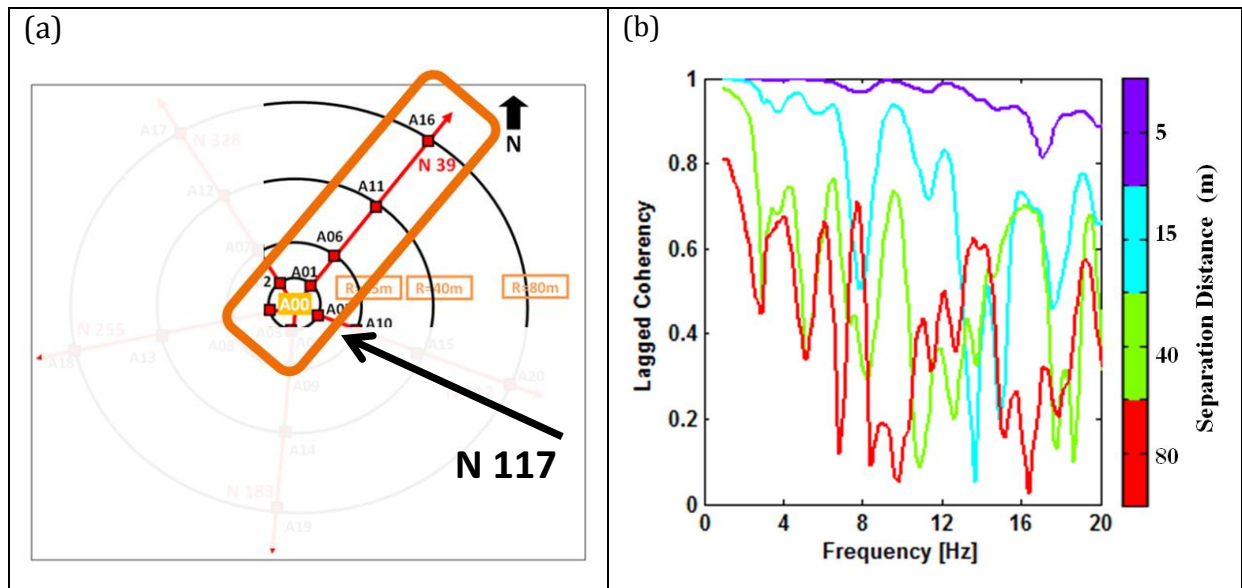 (a)
A17
N 328
A16
N
N 39
A12
A11
A07
A06
2
A01
R=40m
R=80m
A00
A10
N 255
A18
A13
A08
A15
A20
A09
A14
N 183
A19
N 117
(b)
Lagged Coherency
1
0.8
0.6
0.4
0.2
0
0
4
8
12
16
20
Frequency [Hz]
5
15
40
80
Separation Distance (m)